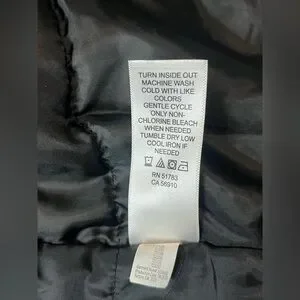 TURN INSIDE OUT
MACHINE WASH
COLD WITH LIKE
COLORS
GENTLE CYCLE
ONLY NON-
CHLORINE BLEACH
WHEN NEEDED
TUMBLE DRY LOW
COOL IRON IF
NEEDED
RN 51783
CA 56910